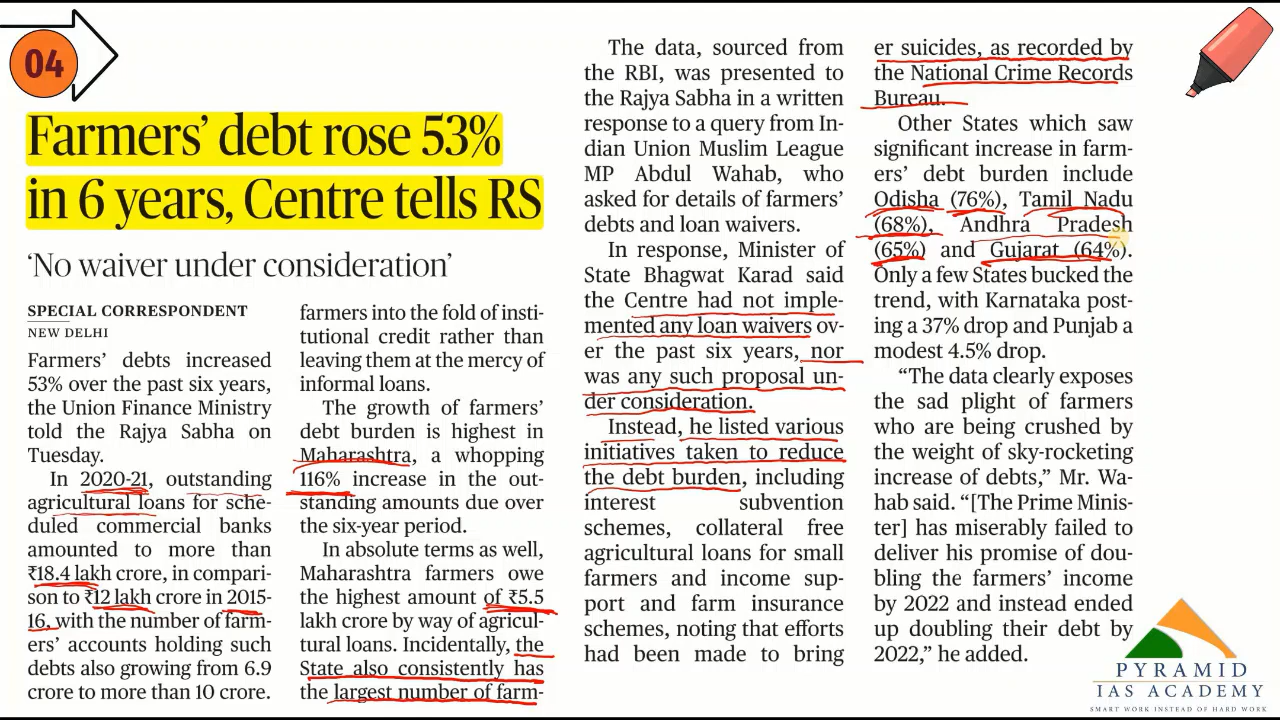 04
Farmers’ debt rose 53%
in 6 years, Centre tells RS
‘No waiver under consideration’
SPECIAL CORRESPONDENT
NEW DELHI
Farmers’ debts increased
53% over the past six years,
the Union Finance Ministry
told the Rajya Sabha on
Tuesday.
In 2020-21, outstanding
agricultural loans for sche-
duled commercial banks
amounted to more than
₹18.4 lakh crore, in compari-
son to ₹12 lakh crore in 2015-
16, with the number of farm-
ers’ accounts holding such
debts also growing from 6.9
crore to more than 10 crore.
farmers into the fold of insti-
tutional credit rather than
leaving them at the mercy of
informal loans.
The growth of farmers’
debt burden is highest in
Maharashtra, a whopping
116% increase in the out-
standing amounts due over
the six-year period.
In absolute terms as well,
Maharashtra farmers owe
the highest amount of ₹5.5
lakh crore by way of agricul-
tural loans. Incidentally, the
State also consistently has
the largest number of farm-
The data, sourced from
the RBI, was presented to
the Rajya Sabha in a written
response to a query from In-
dian Union Muslim League
MP Abdul Wahab, who
asked for details of farmers’
debts and loan waivers.
In response, Minister of
State Bhagwat Karad said
the Centre had not imple-
mented any loan waivers ov-
er the past six years, nor
was any such proposal un-
der consideration.
Instead, he listed various
initiatives taken to reduce
the debt burden, including
interest subvention
schemes, collateral free
agricultural loans for small
farmers and income sup-
port and farm insurance
schemes, noting that efforts
had been made to bring
er suicides, as recorded by
the National Crime Records
Bureau.
Other States which saw
significant increase in farm-
ers’ debt burden include
Odisha (76%), Tamil Nadu
(68%), Andhra Pradesh
(65%) and Gujarat (64%).
Only a few States bucked the
trend, with Karnataka post-
ing a 37% drop and Punjab a
modest 4.5% drop.
“The data clearly exposes
the sad plight of farmers
who are being crushed by
the weight of sky-rocketing
increase of debts,” Mr. Wa-
hab said. “[The Prime Minis-
ter] has miserably failed to
deliver his promise of dou-
bling the farmers’ income
by 2022 and instead ended
up doubling their debt by
2022,” he added.
PYRAMID
IAS ACADEMY
SMART WORK INSTEAD OF HARD WORK